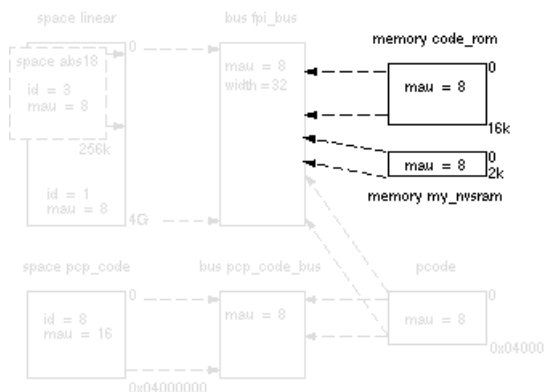 space linear
bus fpi_bus
memory code_rom
space abs18
id = 3
mau = 8
0
256k
id = 1
mau = 8
4G
mau = 8
width = 32
mau = 8
0
16k
mau = 8
0
2k
memory my_nvsram
space pcp_code
bus pcp_code_bus
pcode
id = 8
mau = 16
0
0x04000000
mau = 8
mau = 8
0
0x04000